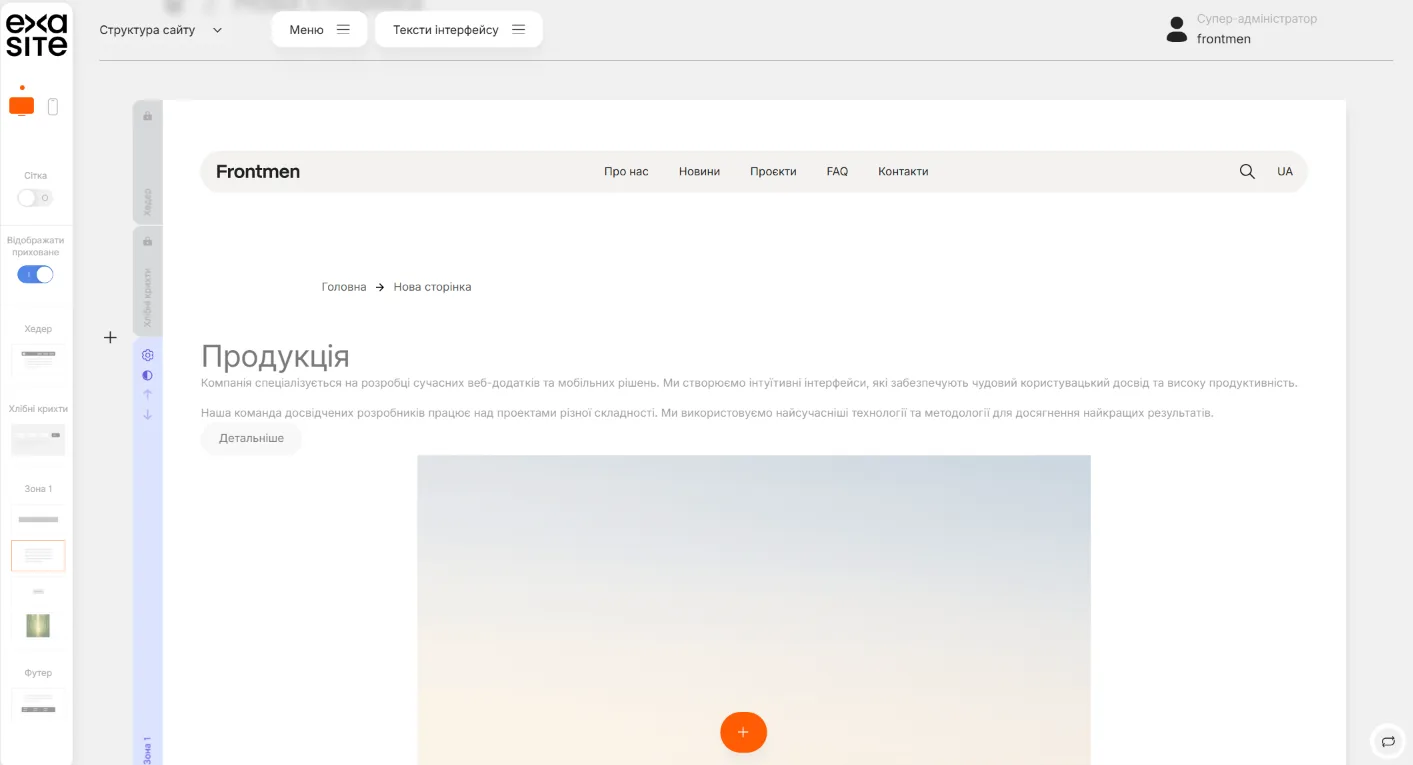 exa
site
Структура сайту
Меню
Тексти інтерфейсу
Супер-адміністратор
frontmen
Сітка
Відображати
приховане
Хедер
Хлібні крихти
Зона 1
Футер
Хедер
Хлібні крихти
Зона 1
Frontmen
Про нас
Новини
Проєкти
FAQ
Контакти
UA
Головна → Нова сторінка
Продукція
Компанія спеціалізується на розробці сучасних веб-додатків та мобільних рішень. Ми створюємо інтуїтивні інтерфейси, які забезпечують чудовий користувацький досвід та високу продуктивність.
Наша команда досвідчених розробників працює над проектами різної складності. Ми використовуємо найсучасніші технології та методології для досягнення найкращих результатів.
Детальніше